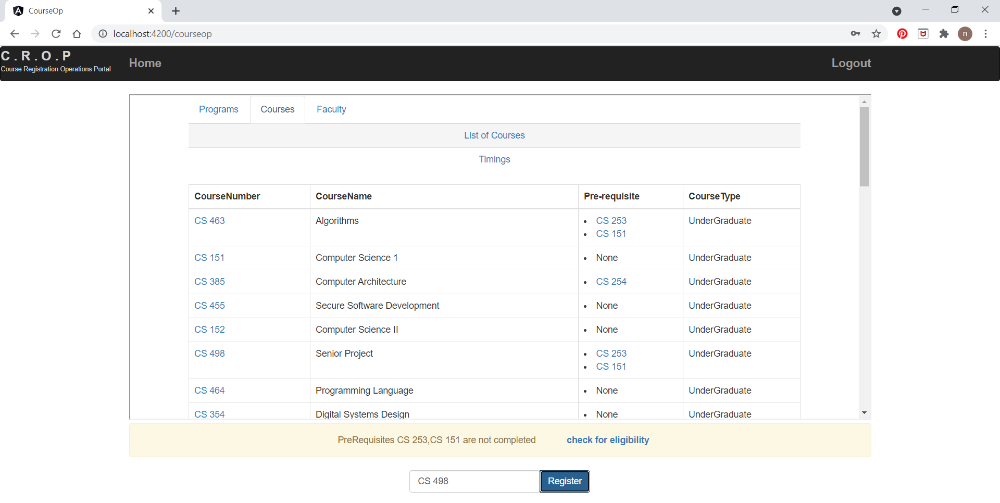 CourseOp
localhost:4200/courseop
n
C . R . O . P
Course Registration Operations Portal
Home
Logout
Programs
Courses
Faculty
List of Courses
Timings
CourseNumber CourseName Pre-requisite CourseType
CS 463 Algorithms CS 253 UnderGraduate
CS 151
CS 151 Computer Science 1 None UnderGraduate
CS 385 Computer Architecture CS 254 UnderGraduate
CS 455 Secure Software Development None UnderGraduate
CS 152 Computer Science II None UnderGraduate
CS 498 Senior Project CS 253 UnderGraduate
CS 151
CS 464 Programming Language None UnderGraduate
CS 354 Digital Systems Design None UnderGraduate
PreRequisites CS 253,CS 151 are not completed check for eligibility
CS 498 Register